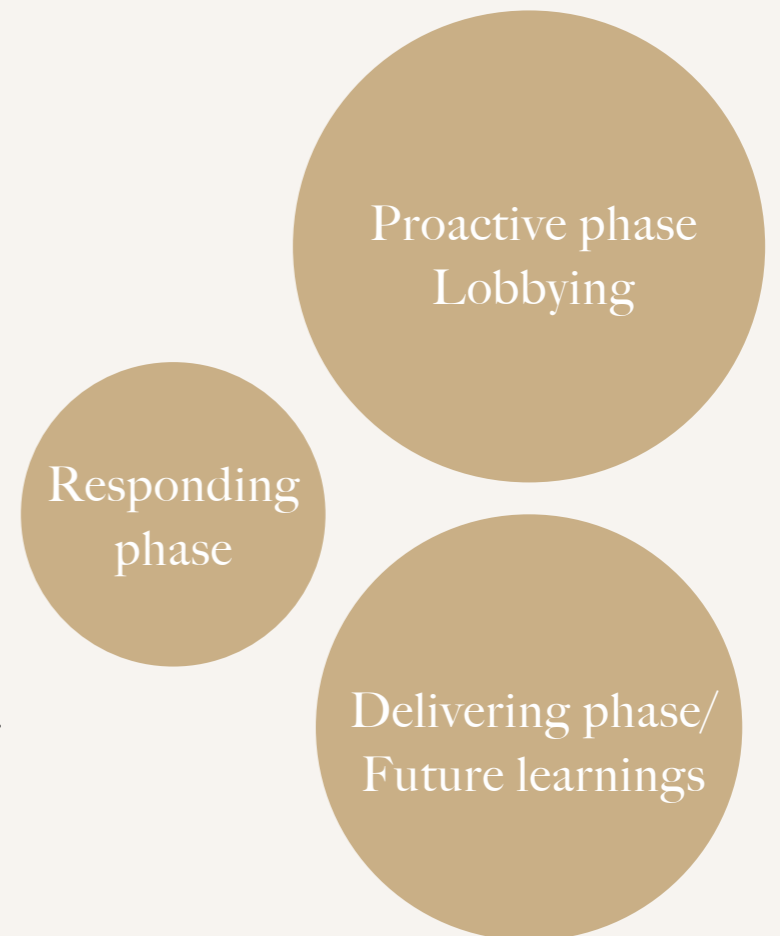 Proactive phase
Lobbying
Responding
phase
Delivering phase/
Future learnings